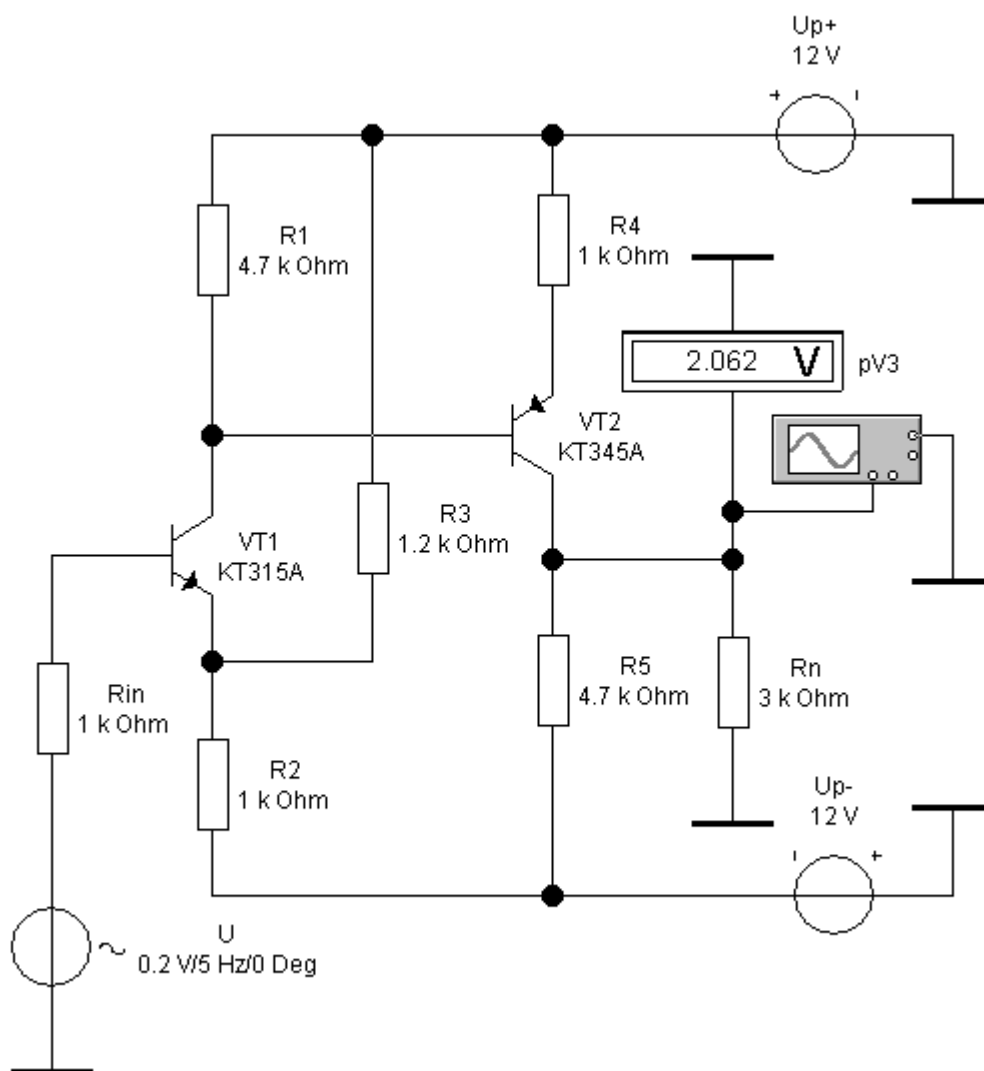 Up+
12 V
R1
4.7 k Ohm
R4
1 k Ohm
2.062 V
pV3
VT2
KT345A
R3
1.2 k Ohm
VT1
KT315A
Rin
1 k Ohm
R5
4.7 k Ohm
Rn
3 k Ohm
R2
1 k Ohm
Up-
12 V
U
0.2 V/5 Hz/0 Deg